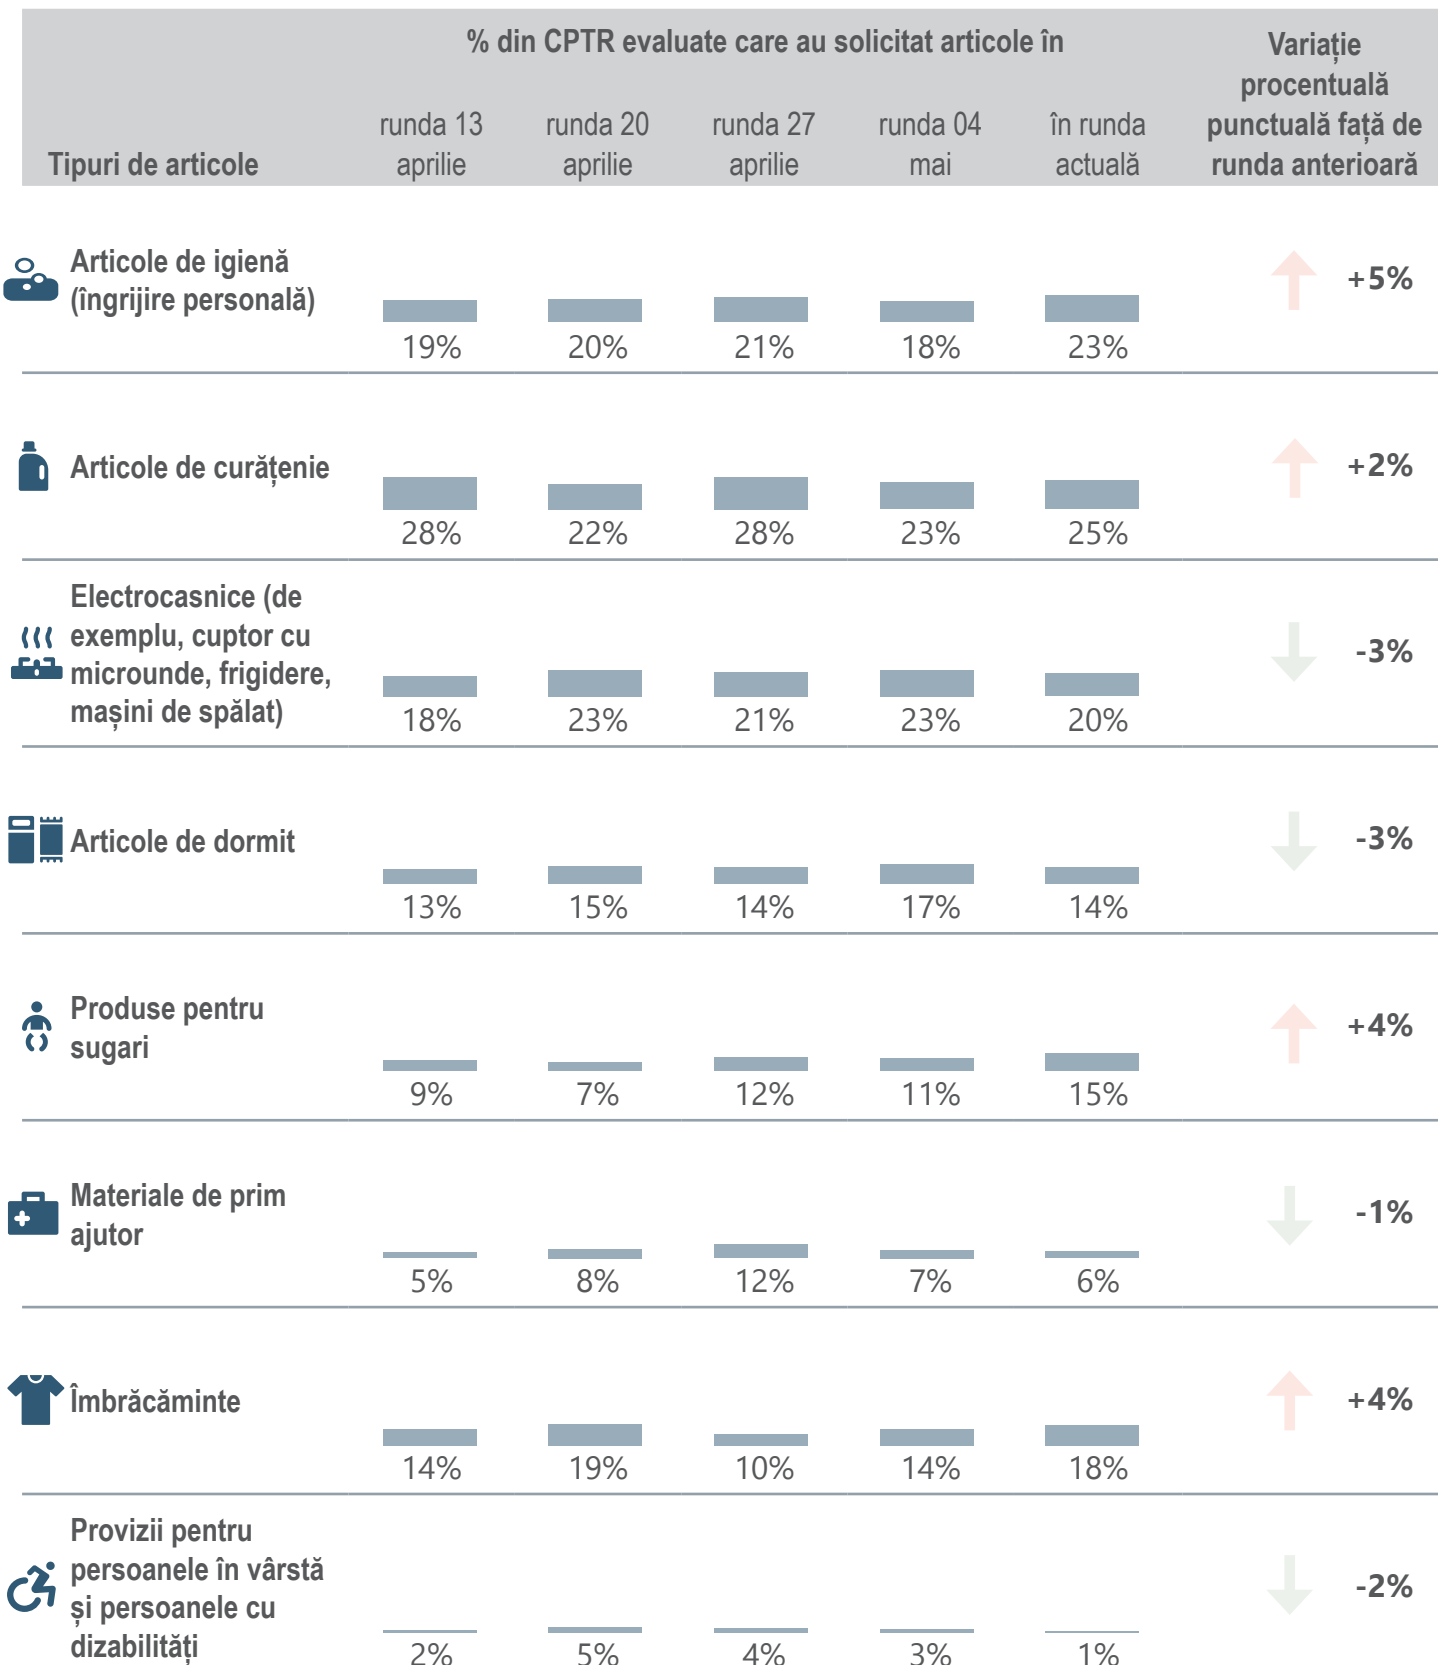 % din CPTR evaluate care au solicitat articole în
Variație
procentuală
punctuală față de
runda anterioară
Tipuri de articole
runda 13
aprilie
runda 20
aprilie
runda 27
aprilie
runda 04
mai
în runda
actuală
Articole de igienă
(îngrijire personală)
19% 20% 21% 18% 23%
+5%
Articole de curățenie
28% 22% 28% 23% 25%
+2%
Electrocasnice (de
exemplu, cuptor cu
microunde, frigidere,
mașini de spălat)
18% 23% 21% 23% 20%
-3%
Articole de dormit
13% 15% 14% 17% 14%
-3%
Produse pentru
sugari
9% 7% 12% 11% 15%
+4%
Materiale de prim
ajutor
5% 8% 12% 7% 6%
-1%
Îmbrăcăminte
14% 19% 10% 14% 18%
+4%
Provizii pentru
persoanele în vârstă
și persoanele cu
dizabilități
2% 5% 4% 3% 1%
-2%